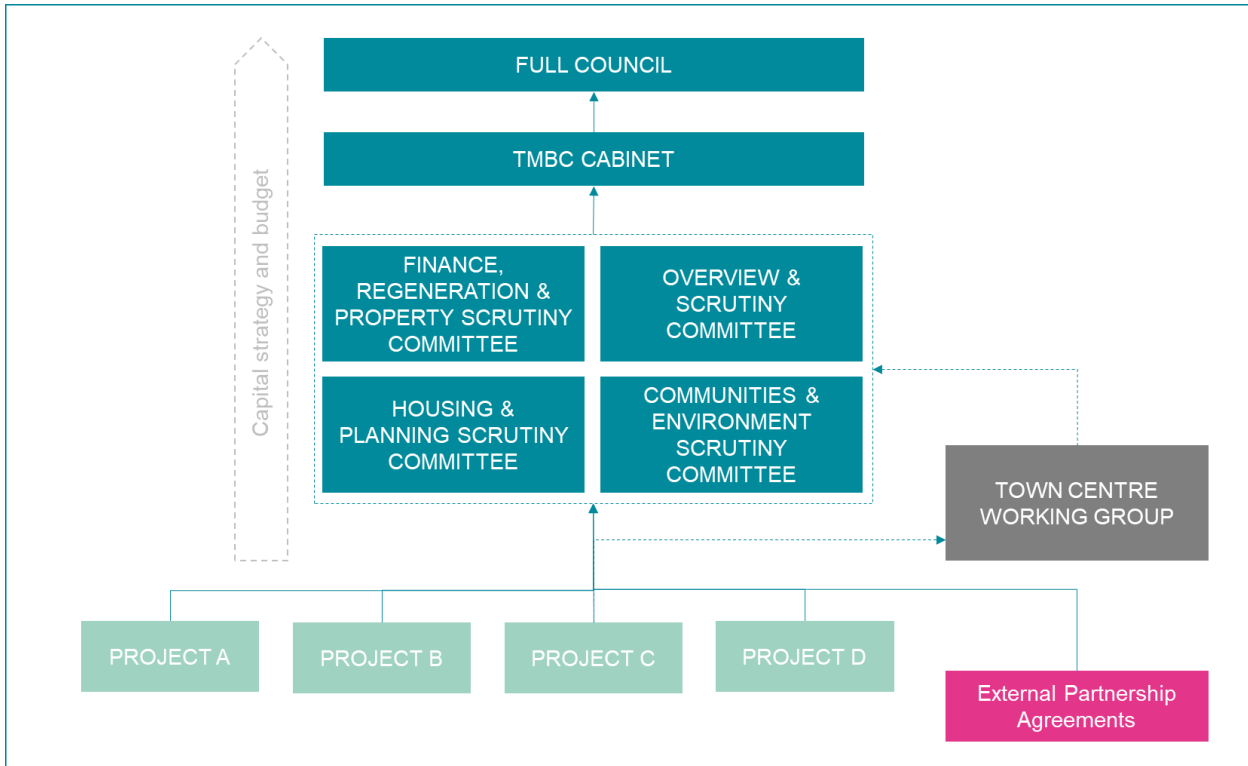 FULL COUNCIL
TMBC CABINET
Capital strategy and budget
FINANCE,
REGENERATION &
PROPERTY SCRUTINY
COMMITTEE
OVERVIEW &
SCRUTINY
COMMITTEE
HOUSING &
PLANNING SCRUTINY
COMMITTEE
COMMUNITIES &
ENVIRONMENT
SCRUTINY
COMMITTEE
TOWN CENTRE
WORKING GROUP
PROJECT A
PROJECT B
PROJECT C
PROJECT D
External Partnership
Agreements